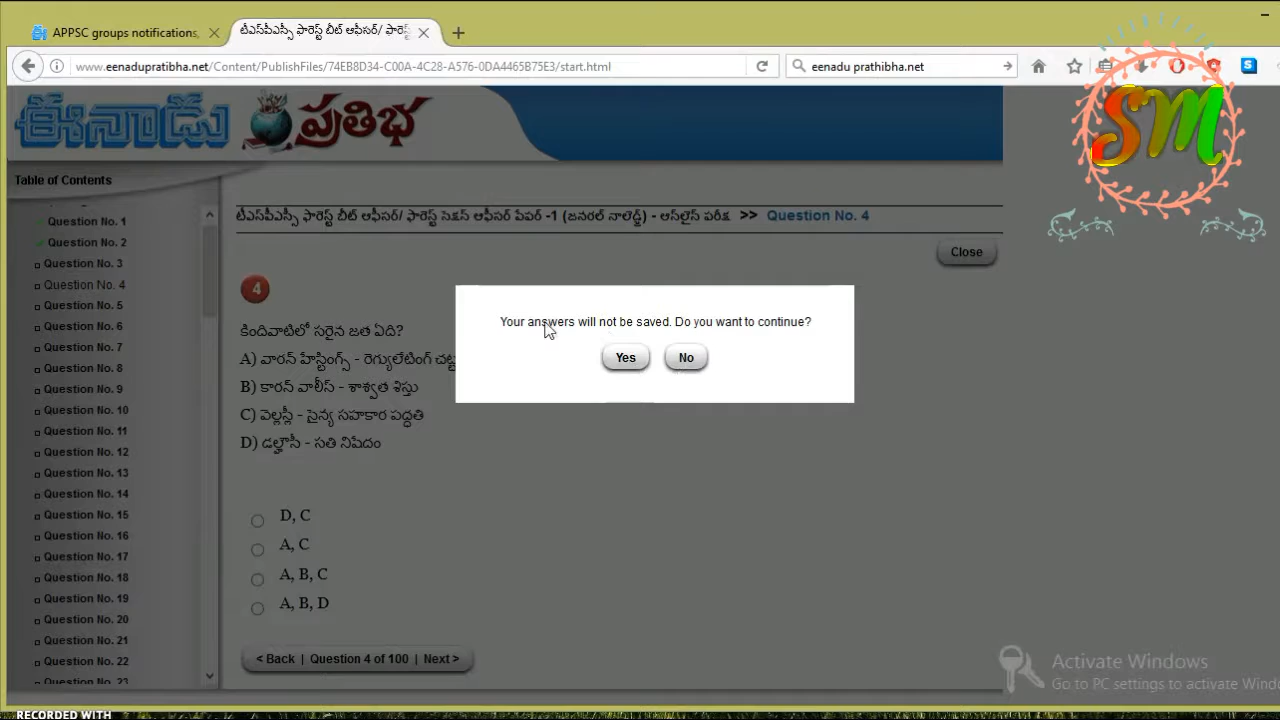 APPSC groups notifications,
టీఎస్‌పీఎస్సీ ఫారెస్ట్ బీట్ ఆఫీసర్/ ఫారెస్ట్
www.eenadupratibha.net/Content/PublishFiles/74EB8D34-C00A-4C2F-A576-0DA4465B75E3/start.html
eenadu prathibha.net
S
ఈనాడు ప్రతిభ
SM
Table of Contents
Question No. 1
Question No. 2
Question No. 3
Question No. 4
Question No. 5
Question No. 6
Question No. 7
Question No. 8
Question No. 9
Question No. 10
Question No. 11
Question No. 12
Question No. 13
Question No. 14
Question No. 15
Question No. 16
Question No. 17
Question No. 18
Question No. 19
Question No. 20
Question No. 21
Question No. 22
Question No. 23
టీఎస్‌పీఎస్సీ ఫారెస్ట్ బీట్ ఆఫీసర్/ ఫారెస్ట్ సెక్షన్ ఆఫీసర్ పేపర్ -1 (జనరల్ నాలెడ్జ్) - ఆన్‌లైన్ పరీక్ష >> Question No. 4
Close
4
కిందివాటిలో సరైన జత ఏది?
A) వారన్ హేస్టింగ్స్ - రెగ్యులేటింగ్ చట్ట
B) కారన్ వాలీస్ - శాశ్వత శిస్తు
C) వెల్లస్లీ - సైన్య సహకార పద్ధతి
D) డల్హౌసీ - సతి నిషేదం
Your answers will not be saved. Do you want to continue?
Yes No
D, C
A, C
A, B, C
A, B, D
< Back | Question 4 of 100 | Next >
Activate Windows
Go to PC settings to activate Wind
RECORDED WITH